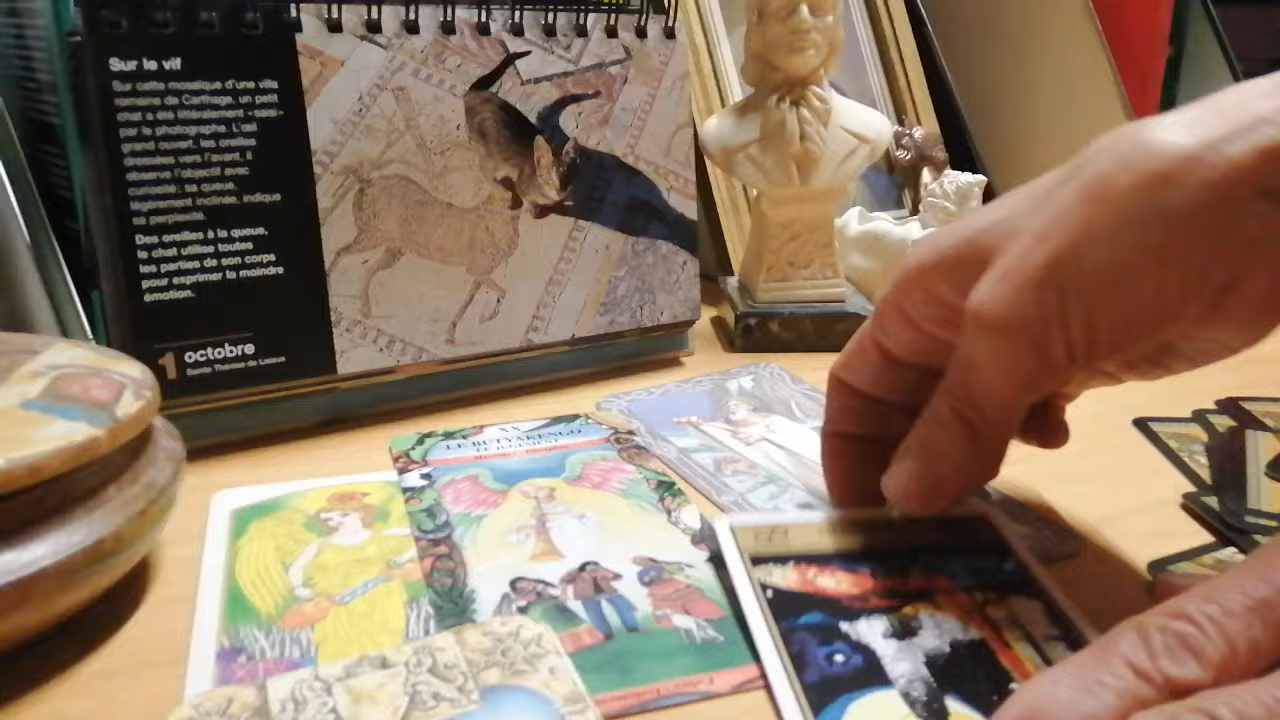 Sur le vif
Sur cette mosaïque d'une villa
romaine de Carthage, un petit
chat a été littéralement «saisi»
par le photographe. L'œil
grand ouvert, les oreilles
dressées vers l'avant, il
observe l'objectif avec
curiosité; sa queue,
légèrement inclinée, indique
sa perplexité.
Des oreilles à la queue,
le chat utilise toutes
les parties de son corps
pour exprimer la moindre
émotion.
1 octobre
Sainte Thérèse de Lisieux
XX
LE BUTYAKENGO
LE JUGEMENT